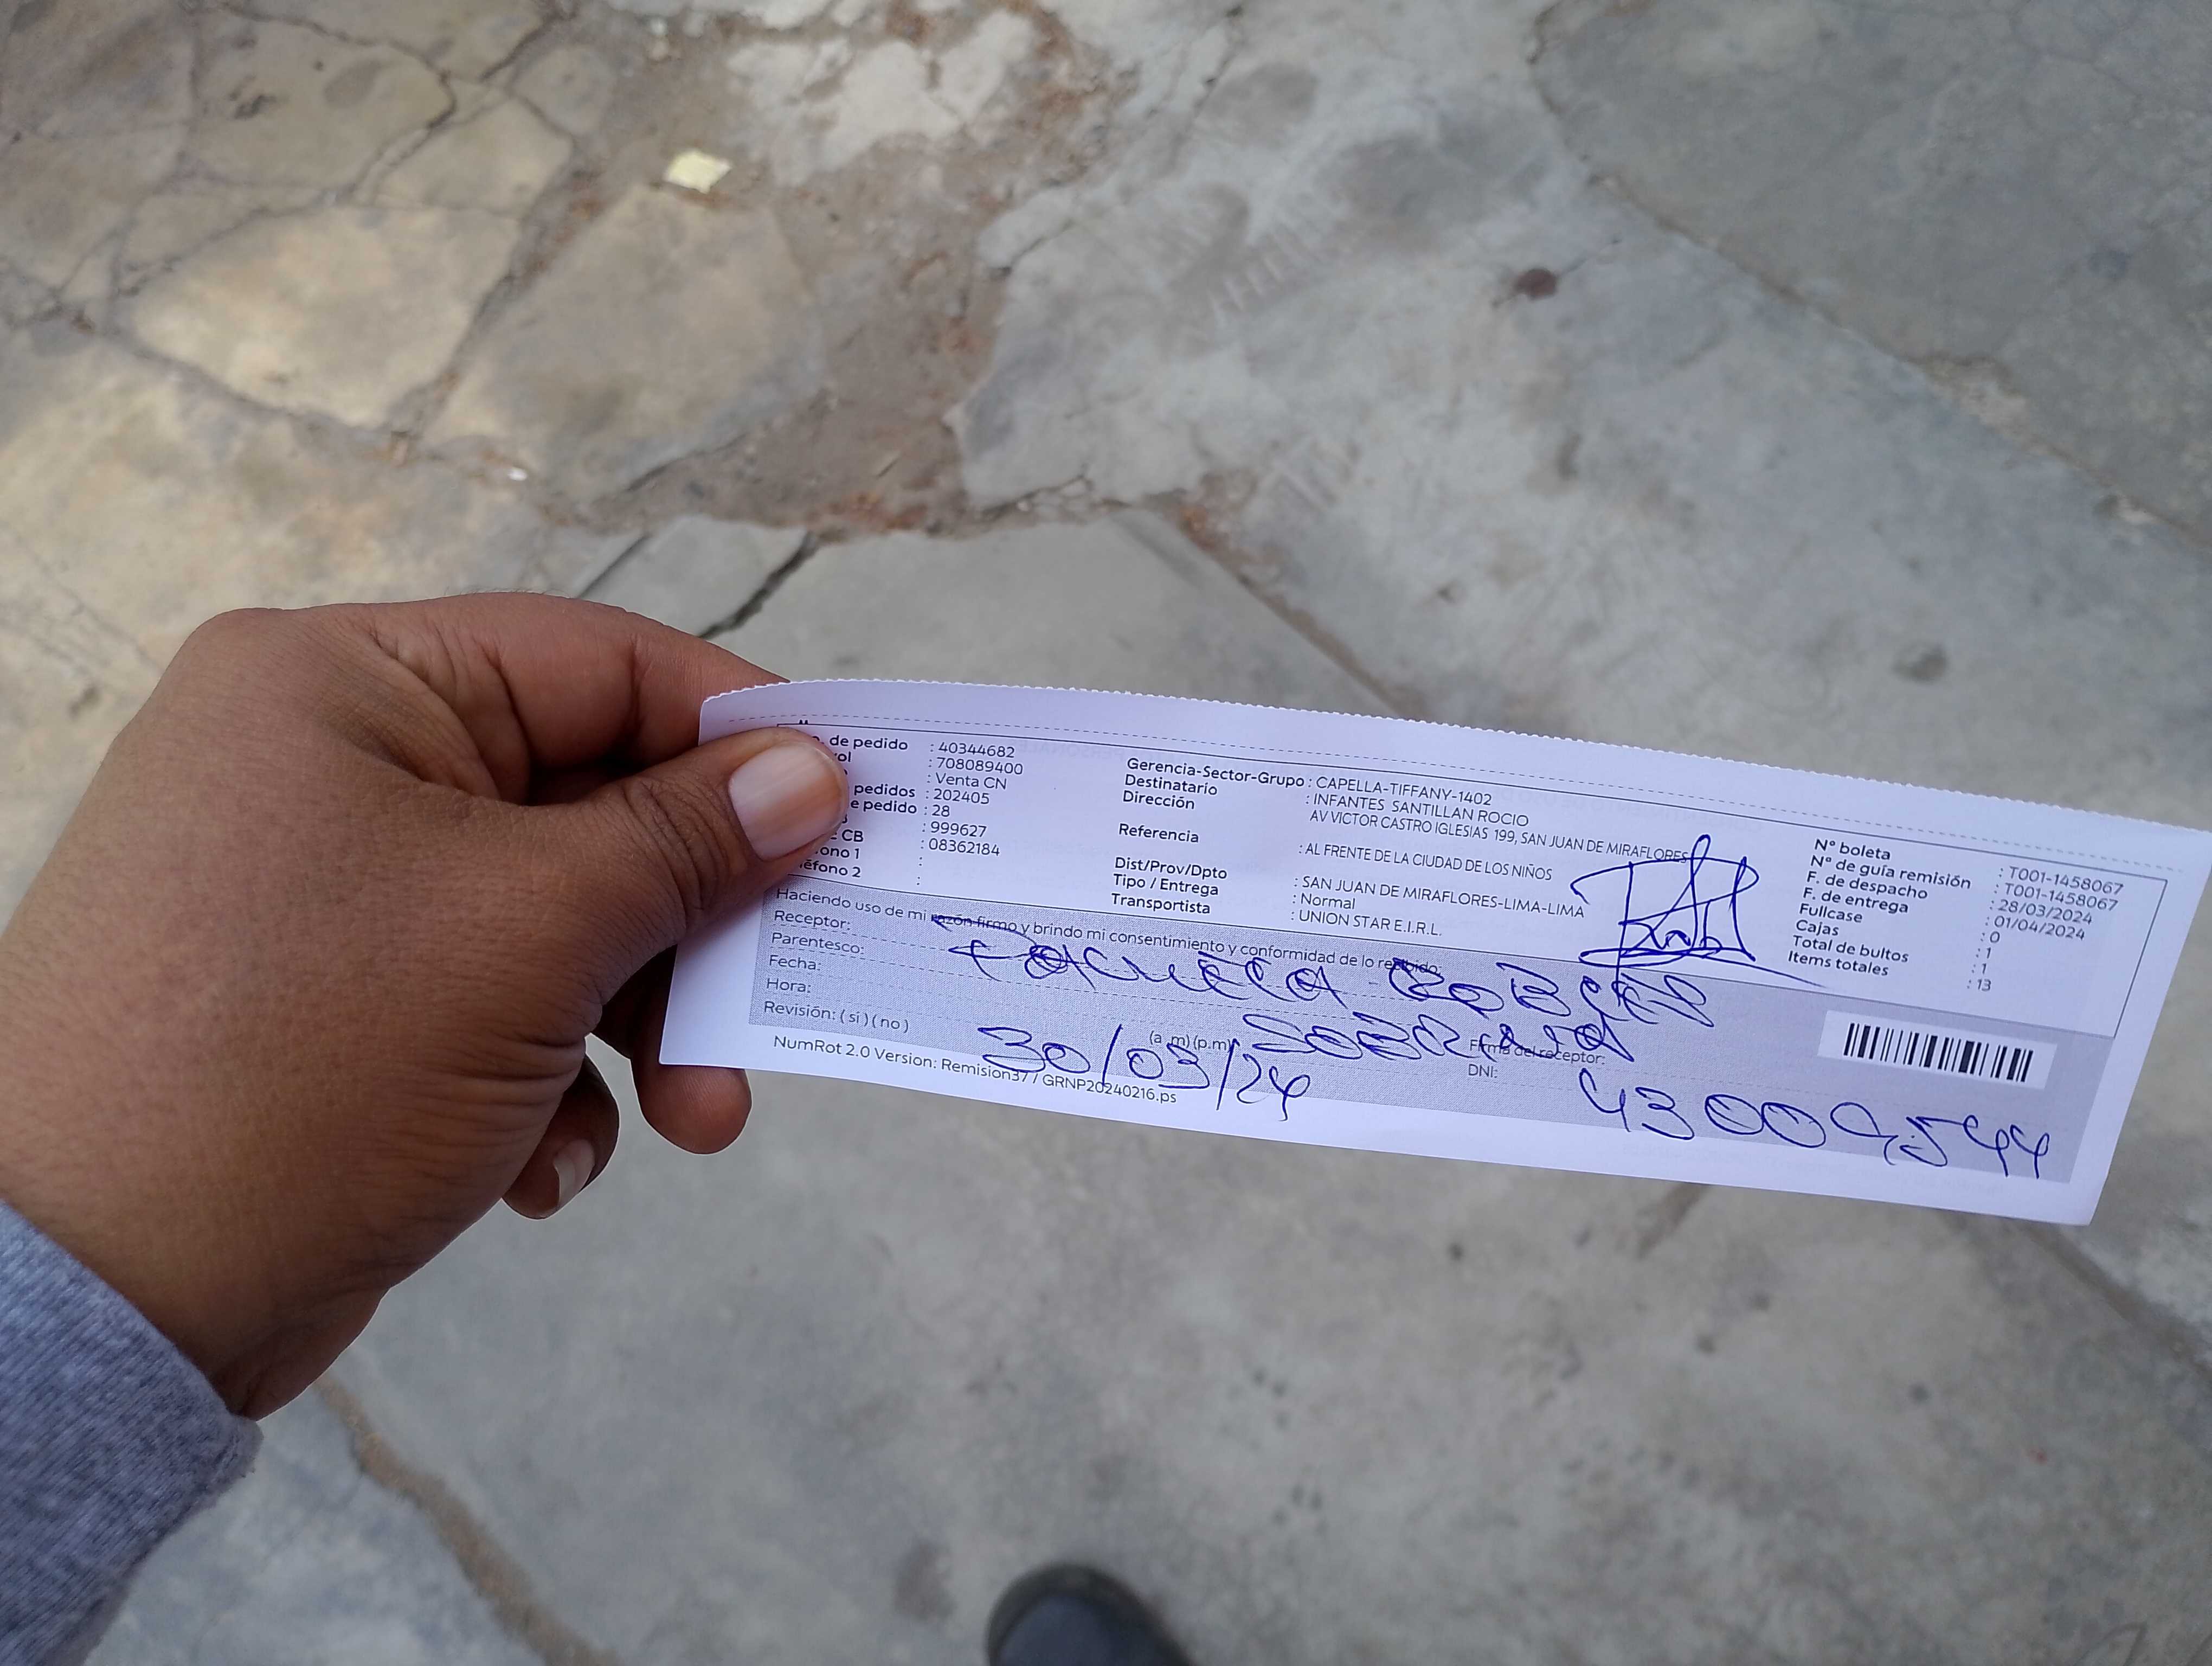 . de pedido : 40344682
ol : 708089400
: Venta CN
pedidos : 202405
e pedido : 28
: 999627
CB : 08362184
ono 1 :
éfono 2 :
Gerencia-Sector-Grupo : CAPELLA-TIFFANY-1402
Destinatario : INFANTES SANTILLAN ROCIO
Dirección AV VICTOR CASTRO IGLESIAS 199, SAN JUAN DE MIRAFLORES
Referencia : AL FRENTE DE LA CIUDAD DE LOS NIÑOS
Dist/Prov/Dpto : SAN JUAN DE MIRAFLORES-LIMA-LIMA
Tipo / Entrega : Normal
Transportista : UNION STAR E.I.R.L.
Nº boleta : T001-1458067
Nº de guía remisión : T001-1458067
F. de despacho : 28/03/2024
F. de entrega : 01/04/2024
Fullcase : 0
Cajas : 1
Total de bultos : 1
Items totales : 13
Haciendo uso de mi razón firmo y brindo mi consentimiento y conformidad de lo recibido:
Receptor:
Parentesco:
Fecha: 30/03/24
Hora: (a .m) (p.m)
Revisión: ( si ) ( no )
Firma del receptor:
DNI: 43009544
NumRot 2.0 Version: Remision37 / GRNP20240216.ps